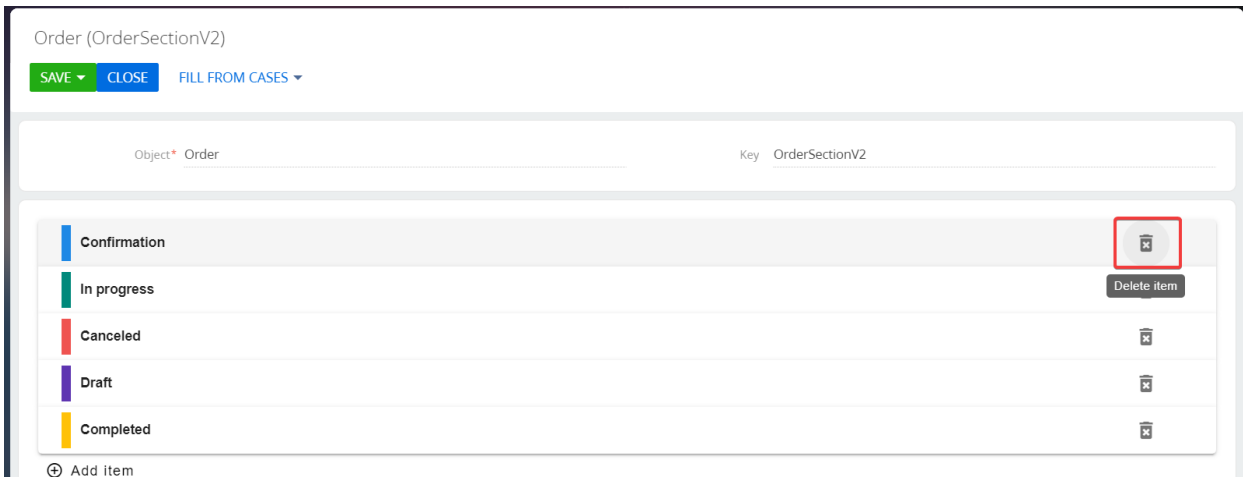 Order (OrderSectionV2)
SAVE CLOSE FILL FROM CASES
Object* Order Key OrderSectionV2
Confirmation
In progress
Delete item
Canceled
Draft
Completed
Add item